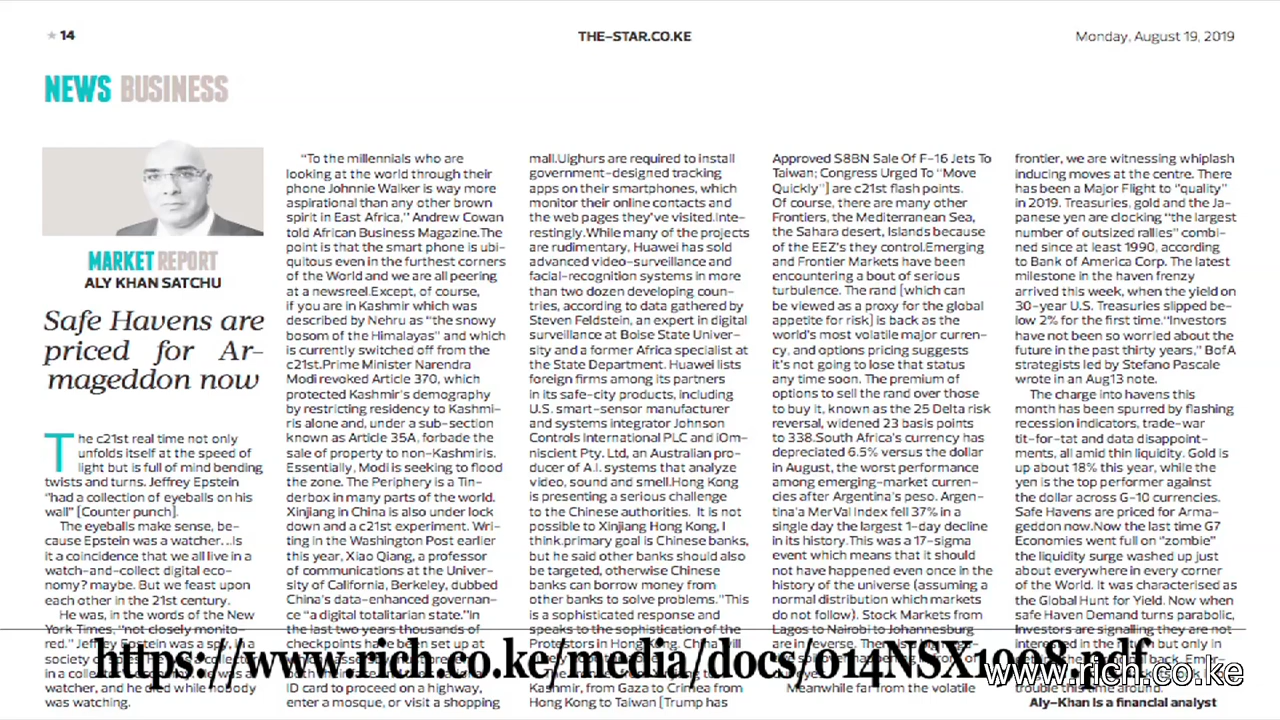 ★ 14
THE-STAR.CO.KE
Monday, August 19, 2019
NEWS BUSINESS
MARKET REPORT
ALY KHAN SATCHU
Safe Havens are
priced for Ar-
mageddon now
The c21st real time not only
unfolds itself at the speed of
light but is full of mind bending
twists and turns. Jeffrey Epstein
"had a collection of eyeballs on his
wall" [Counter punch].
The eyeballs make sense, be-
cause Epstein was a watcher...Is
it a coincidence that we all live in a
watch-and-collect digital eco-
nomy? maybe. But we feast upon
each other in the 21st century.
He was, in the words of the New
York Times, "not closely monito-
red." Jeffrey Epstein was a spy, in a
society of
in a collec
watcher, and he died while nobody
was watching.
"To the millennials who are
looking at the world through their
phone Johnnie Walker is way more
aspirational than any other brown
spirit in East Africa," Andrew Cowan
told African Business Magazine.The
point is that the smart phone is ubi-
quitous even in the furthest corners
of the World and we are all peering
at a newsreel.Except, of course,
if you are in Kashmir which was
described by Nehru as "the snowy
bosom of the Himalayas" and which
is currently switched off from the
c21st.Prime Minister Narendra
Modi revoked Article 370, which
protected Kashmir's demography
by restricting residency to Kashmi-
ris alone and, under a sub-section
known as Article 35A, forbade the
sale of property to non-Kashmiris.
Essentially, Modi is seeking to flood
the zone. The Periphery is a Tin-
derbox in many parts of the world.
Xinjiang in China is also under lock
down and a c21st experiment. Wri-
ting in the Washington Post earlier
this year, Xiao Qiang, a professor
of communications at the Univer-
sity of California, Berkeley, dubbed
China's data-enhanced governan-
ce "a digital totalitarian state."In
the last two years thousands of
checkpoints have been set up at
ID card to proceed on a highway,
enter a mosque, or visit a shopping
mall.Uighurs are required to install
government-designed tracking
apps on their smartphones, which
monitor their online contacts and
the web pages they've visited.Inte-
restingly.While many of the projects
are rudimentary, Huawei has sold
advanced video-surveillance and
facial-recognition systems in more
than two dozen developing coun-
tries, according to data gathered by
Steven Feldstein, an expert in digital
surveillance at Boise State Univer-
sity and a former Africa specialist at
the State Department. Huawei lists
foreign firms among its partners
in its safe-city products, including
U.S. smart-sensor manufacturer
and systems integrator Johnson
Controls International PLC and iOm-
niscient Pty. Ltd, an Australian pro-
ducer of A.I. systems that analyze
video, sound and smell.Hong Kong
is presenting a serious challenge
to the Chinese authorities. It is not
possible to Xinjiang Hong Kong, I
think.primary goal is Chinese banks,
but he said other banks should also
be targeted, otherwise Chinese
banks can borrow money from
other banks to solve problems."This
is a sophisticated response and
speaks to the sophistication of the
Protestors in Hong Kong.
Kashmir, from Gaza to Crimea from
Hong Kong to Taiwan [Trump has
Approved S8BN Sale Of F-16 Jets To
Taiwan; Congress Urged To "Move
Quickly"] are c21st flash points.
Of course, there are many other
Frontiers, the Mediterranean Sea,
the Sahara desert, Islands because
of the EEZ's they control.Emerging
and Frontier Markets have been
encountering a bout of serious
turbulence. The rand [which can
be viewed as a proxy for the global
appetite for risk] is back as the
world's most volatile major curren-
cy, and options pricing suggests
it's not going to lose that status
any time soon. The premium of
options to sell the rand over those
to buy it, known as the 25 Delta risk
reversal, widened 23 basis points
to 338.South Africa's currency has
depreciated 6.5% versus the dollar
in August, the worst performance
among emerging-market curren-
cies after Argentina's peso. Argen-
tina'a MerVal Index fell 37% in a
single day the largest 1-day decline
in its history.This was a 17-sigma
event which means that it should
not have happened even once in the
history of the universe (assuming a
normal distribution which markets
do not follow). Stock Markets from
Lagos to Nairobi to Johannesburg
are in reverse.
Meanwhile far from the volatile
frontier, we are witnessing whiplash
inducing moves at the centre. There
has been a Major Flight to "quality"
in 2019. Treasuries, gold and the Ja-
panese yen are clocking "the largest
number of outsized rallies" combi-
ned since at least 1990, according
to Bank of America Corp. The latest
milestone in the haven frenzy
arrived this week, when the yield on
30-year U.S. Treasuries slipped be-
low 2% for the first time."Investors
have not been so worried about the
future in the past thirty years," BofA
strategists led by Stefano Pascale
wrote in an Aug13 note.
The charge into havens this
month has been spurred by flashing
recession indicators, trade-war
tit-for-tat and data disappoint-
ments, all amid thin liquidity. Gold is
up about 18% this year, while the
yen is the top performer against
the dollar across G-10 currencies.
Safe Havens are priced for Arma-
geddon now.Now the last time G7
Economies went full on "zombie"
the liquidity surge washed up just
about everywhere in every corner
of the World. It was characterised as
the Global Hunt for Yield. Now when
safe Haven Demand turns parabolic,
Investors are signalling they are not
interested in the return but only in
trouble this time around.
Aly-Khan is a financial analyst
https://www.rich.co.ke/media/docs/014NSX1908.pdf
www.rich.co.ke